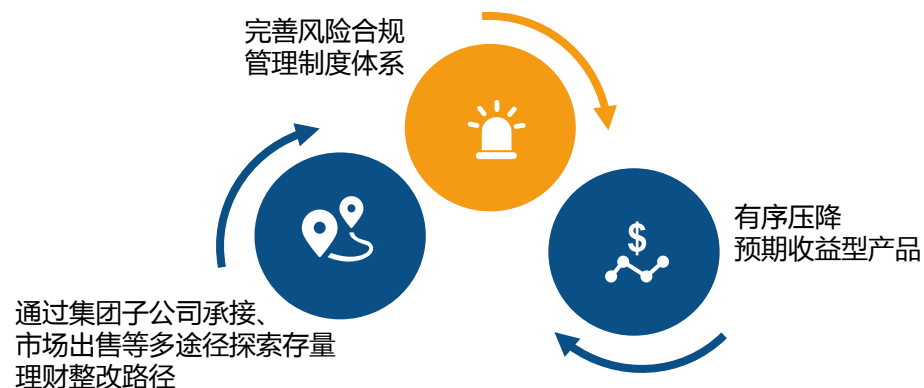 完善风险合规
管理制度体系
$
有序压降
预期收益型产品
通过集团子公司承接、
市场出售等多途径探索存量
理财整改路径